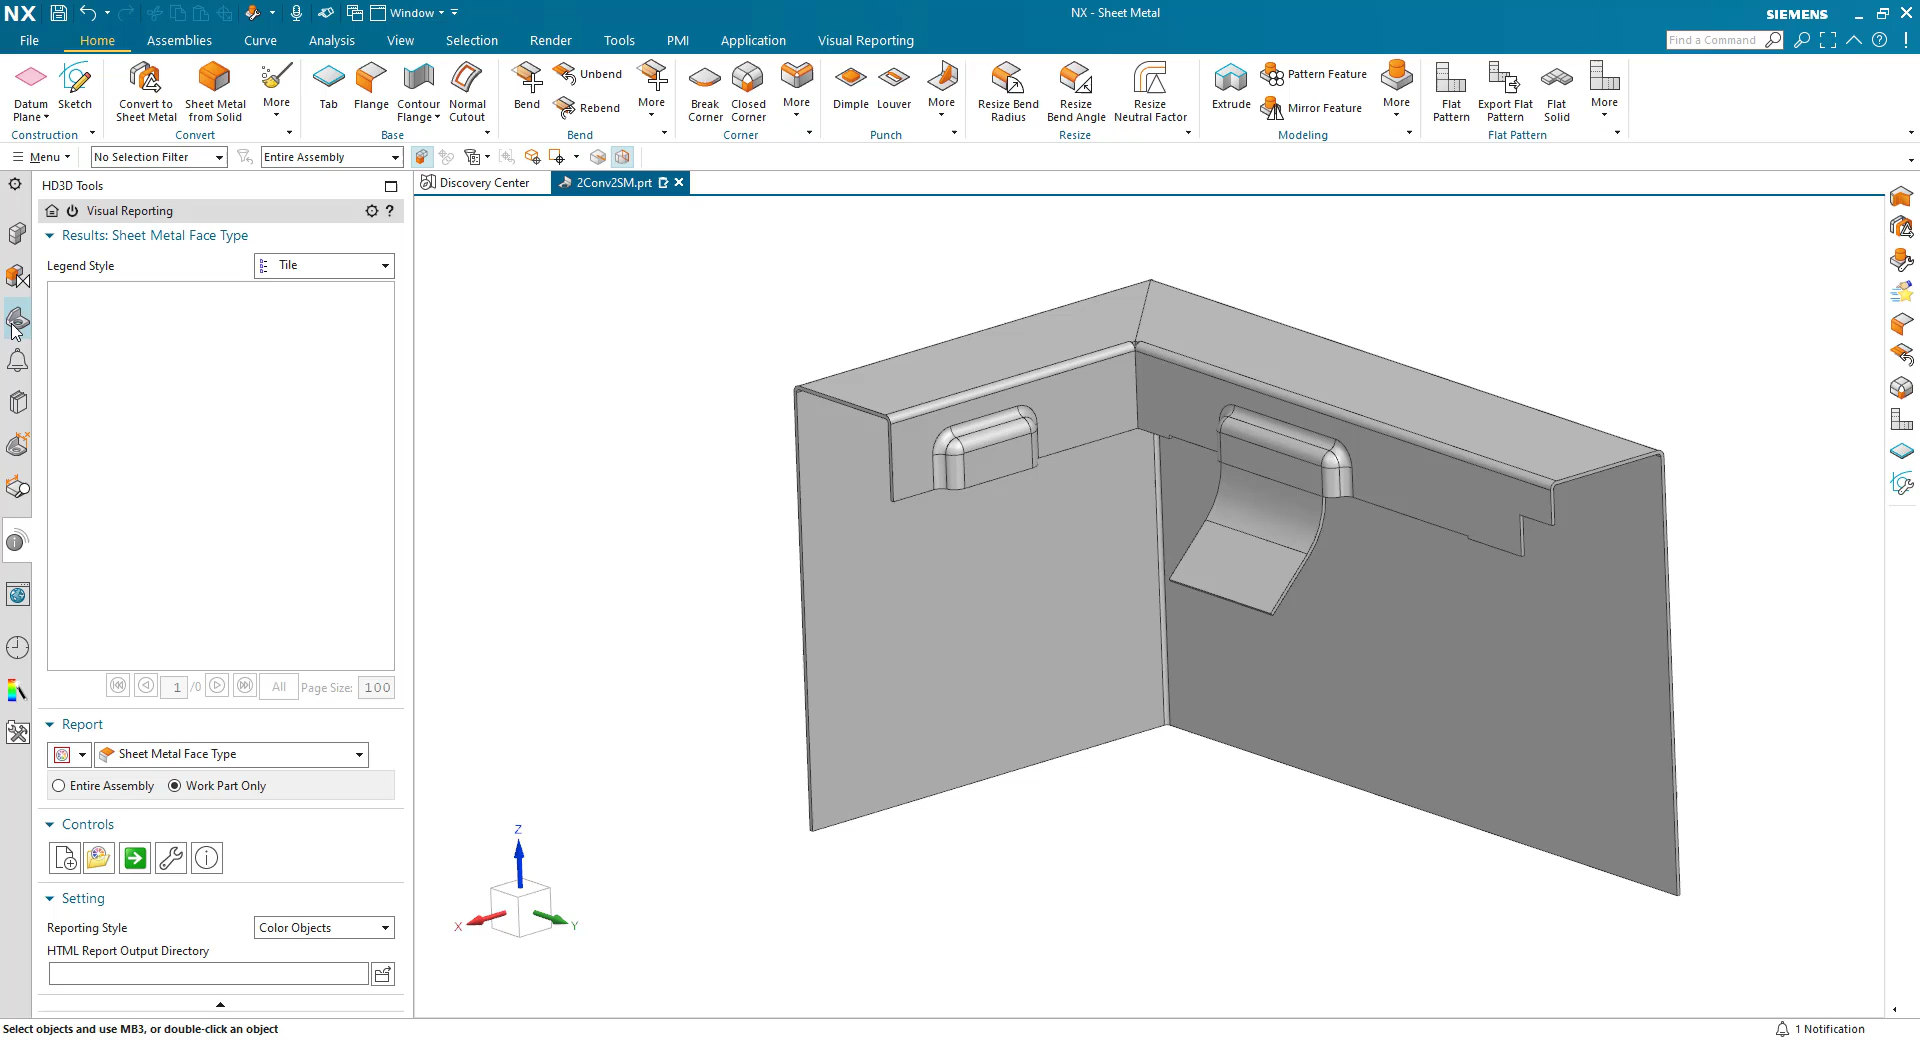 NX
Window
NX - Sheet Metal
SIEMENS
File
Home
Assemblies
Curve
Analysis
View
Selection
Render
Tools
PMI
Application
Visual Reporting
Find a Command
Datum
Plane
Sketch
Construction
Convert to
Sheet Metal
Sheet Metal
from Solid
More
Convert
Tab
Flange
Contour
Flange
Normal
Cutout
Base
Bend
Unbend
Rebend
More
Bend
Break
Corner
Closed
Corner
More
Corner
Dimple
Louver
More
Punch
Resize Bend
Radius
Resize
Bend Angle
Resize
Neutral Factor
Resize
Extrude
Pattern Feature
Mirror Feature
More
Modeling
Flat
Pattern
Export Flat
Pattern
Flat
Solid
More
Flat Pattern
Menu
No Selection Filter
Entire Assembly
HD3D Tools
Discovery Center
2Conv2SM.prt
Visual Reporting
?
Results: Sheet Metal Face Type
Legend Style
Tile
1 /0
All
Page Size: 100
Report
Sheet Metal Face Type
Entire Assembly
Work Part Only
Controls
Setting
Reporting Style
Color Objects
HTML Report Output Directory
Z
X
Y
Select objects and use MB3, or double-click an object
1 Notification